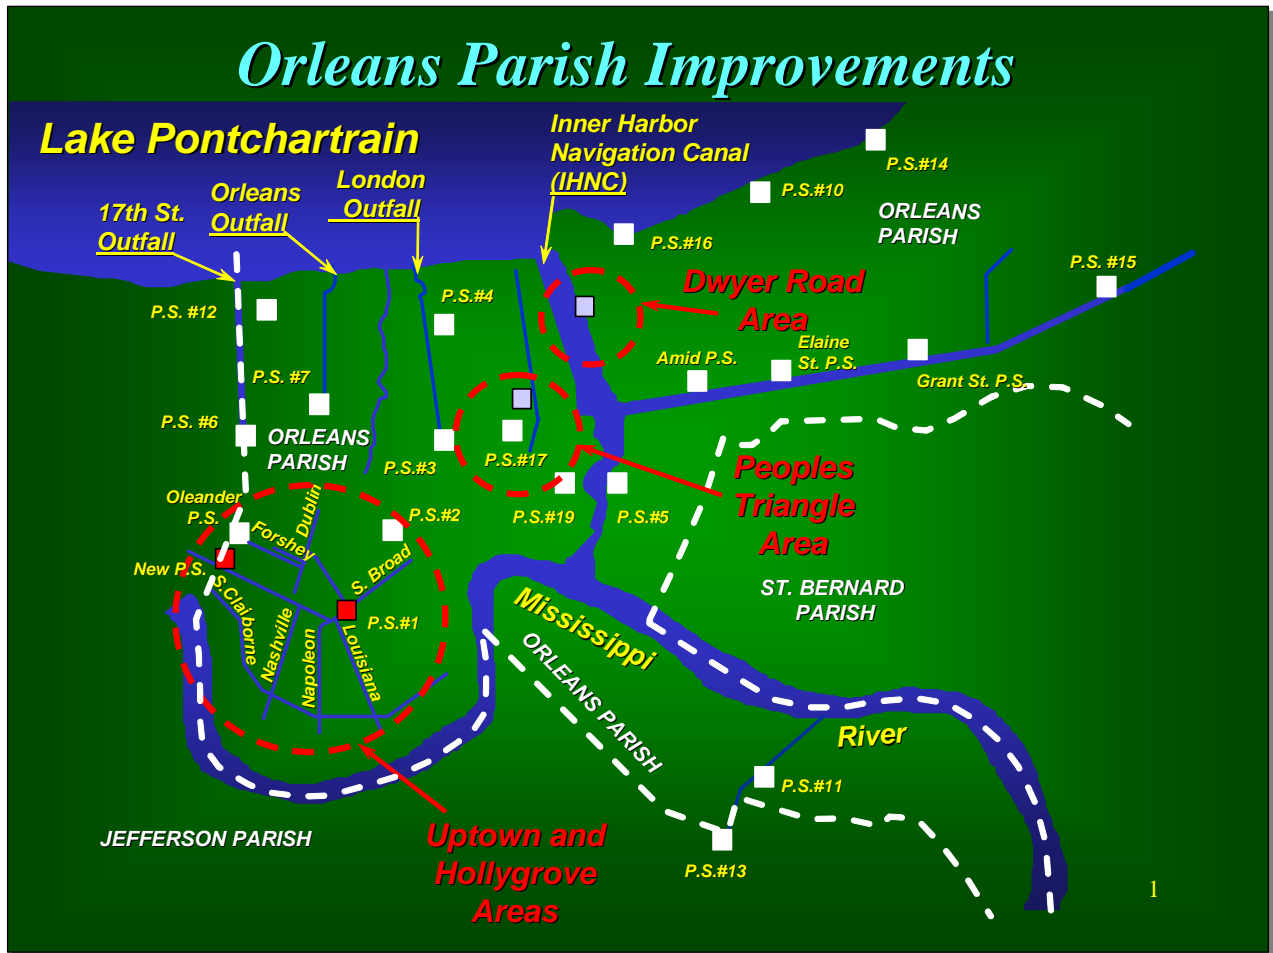 Orleans Parish Improvements
Lake Pontchartrain
Inner Harbor
Navigation Canal
(IHNC)
17th St.
Outfall
Orleans
Outfall
London
Outfall
P.S.#14
P.S.#10
ORLEANS
PARISH
P.S.#16
P.S. #15
P.S. #12
P.S.#4
Dwyer Road
Area
Elaine
St. P.S.
Amid P.S.
Grant St. P.S.
P.S. #7
P.S. #6
ORLEANS
PARISH
P.S.#3
P.S.#17
Peoples
Triangle
Area
Oleander
P.S.
Dublin
P.S.#2
P.S.#19
P.S.#5
Forshey
S. Broad
New P.S.
S.Claiborne
P.S.#1
Nashville
Napoleon
Louisiana
ST. BERNARD
PARISH
Mississippi
ORLEANS PARISH
River
P.S.#11
JEFFERSON PARISH
Uptown and
Hollygrove
Areas
P.S.#13
1